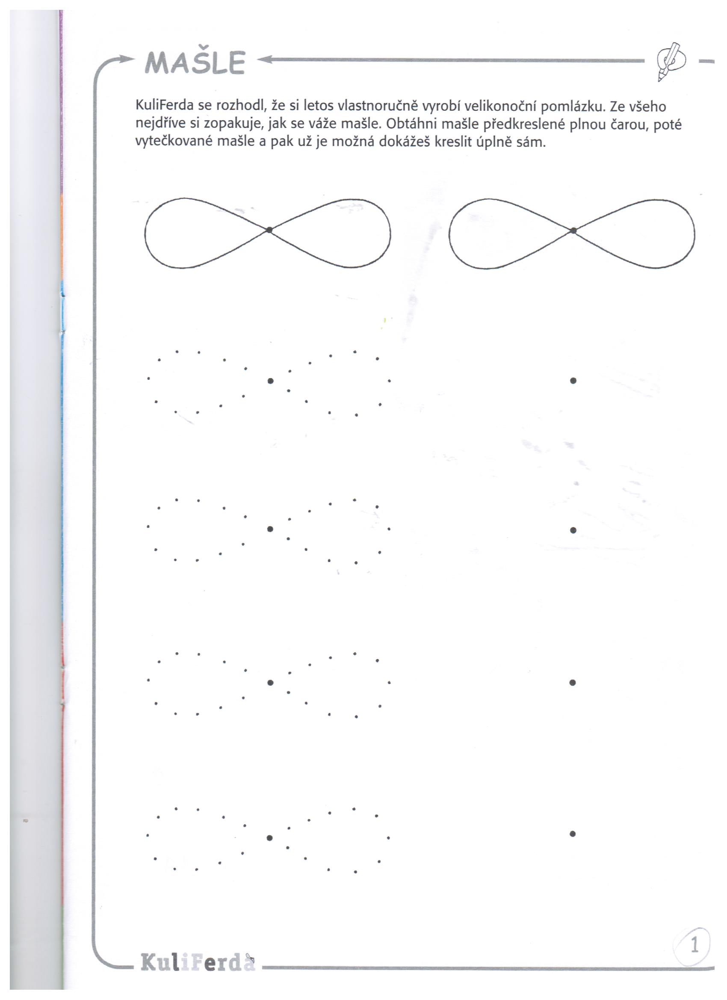 MAŠLE
KuliFerda se rozhodl, že si letos vlastnoručně vyrobí velikonoční pomlázku. Ze všeho
nejdříve si zopakuje, jak se váže mašle. Obtáhni mašle předkreslené plnou čarou, poté
vytečkované mašle a pak už je možná dokážeš kreslit úplně sám.
KuliFerda
1